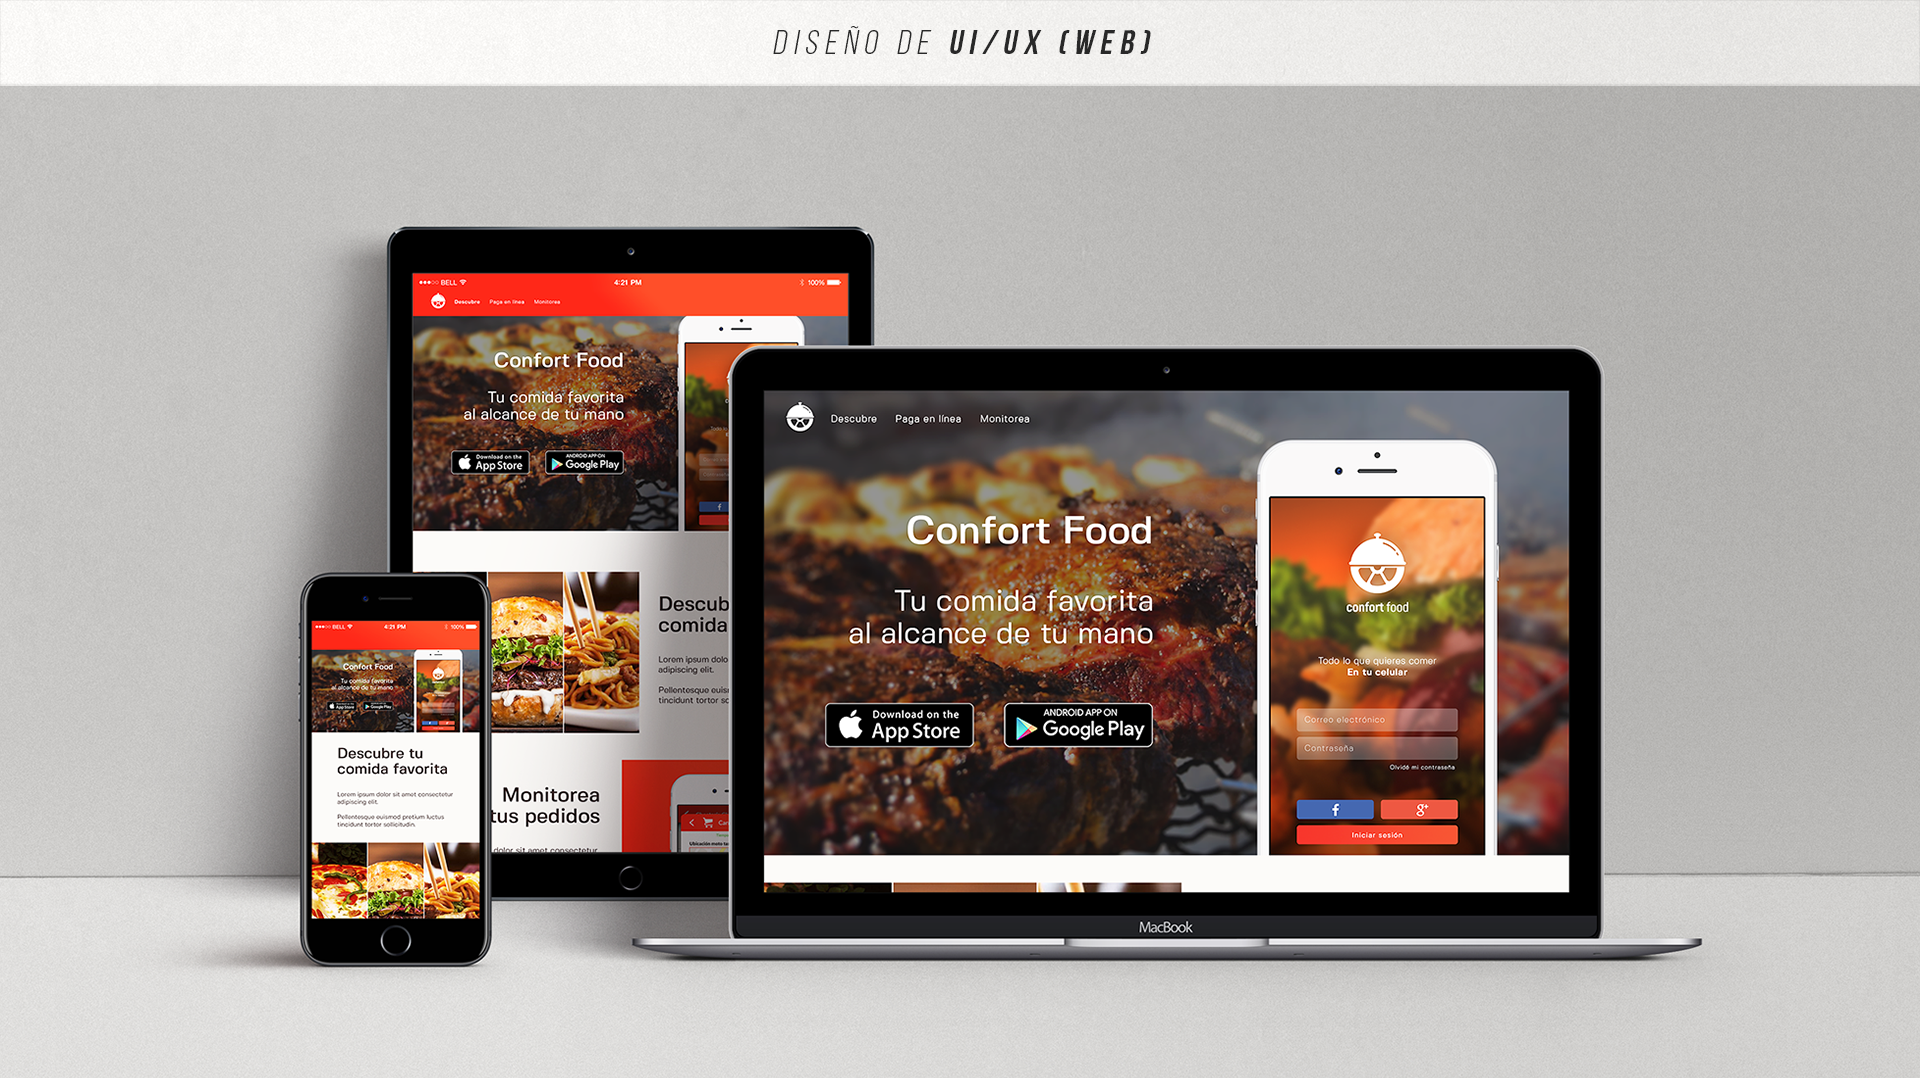 DISEÑO DE UI/UX (WEB)
BELL 4:21 PM 100%
Descubre Paga en línea Monitorea
Confort Food
Tu comida favorita
al alcance de tu mano
Download on the
App Store
ANDROID APP ON
Google Play
Descub
comida
Lorem ipsum dolo
adipiscing elit.
Pellentesque euis
tincidunt tortor sc
Monitorea
tus pedidos
dolor sit amet consectetur
Descubre Paga en línea Monitorea
Confort Food
Tu comida favorita
al alcance de tu mano
Download on the
App Store
ANDROID APP ON
Google Play
confort food
Todo lo que quieres comer
En tu celular
Correo electrónico
Contraseña
Olvidé mi contraseña
f g+
Iniciar sesión
MacBook
BELL 4:21 PM 100%
Confort Food
Tu comida favorita
al alcance de tu mano
App Store
Google Play
Descubre tu
comida favorita
Lorem ipsum dolor sit amet consectetur
adipiscing elit.
Pellentesque euismod pretium luctus
tincidunt tortor sollicitudin.